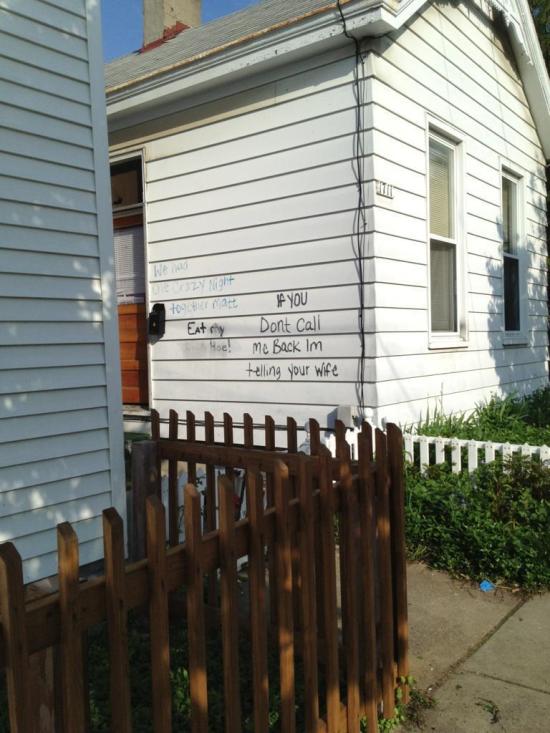 We had
one Crazy Night
together Matt
Eat my
Hoe!
IF YOU
Dont Call
Me Back Im
telling your Wife